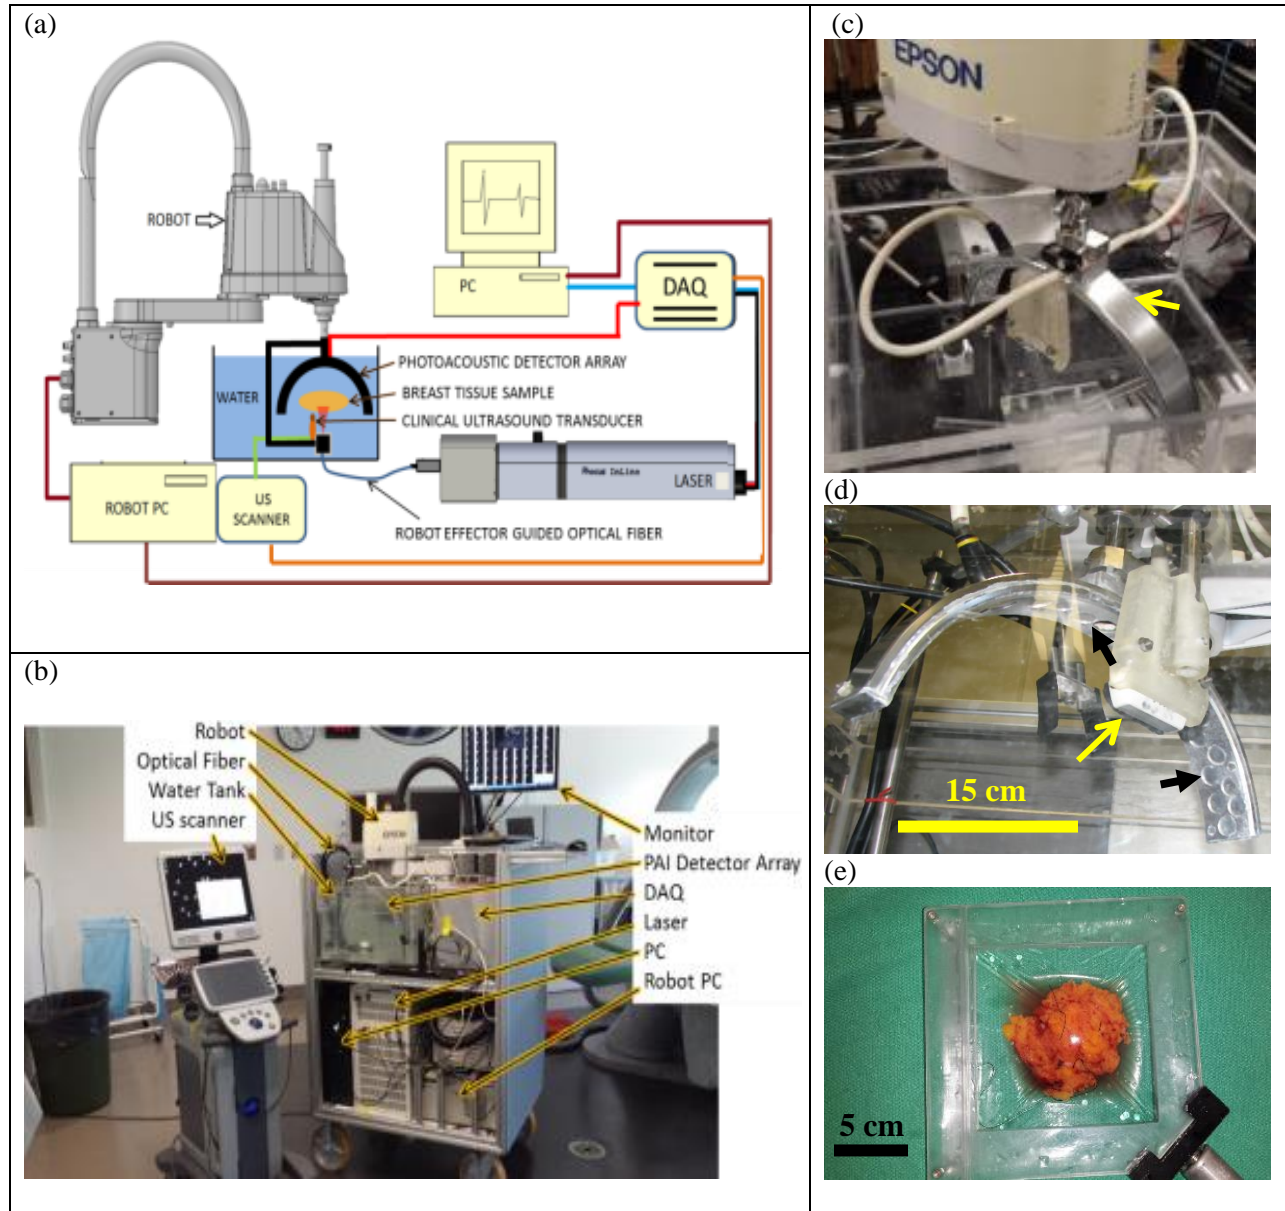 (a)
ROBOT
PC
DAQ
PHOTOACOUSTIC DETECTOR ARRAY
WATER
BREAST TISSUE SAMPLE
CLINICAL ULTRASOUND TRANSDUCER
LASER
ROBOT PC
US
SCANNER
ROBOT EFFECTOR GUIDED OPTICAL FIBER
(b)
Robot
Optical Fiber
Water Tank
US scanner
EPSON
Monitor
PAI Detector Array
DAQ
Laser
PC
Robot PC
(c)
EPSON
(d)
15 cm
(e)
5 cm